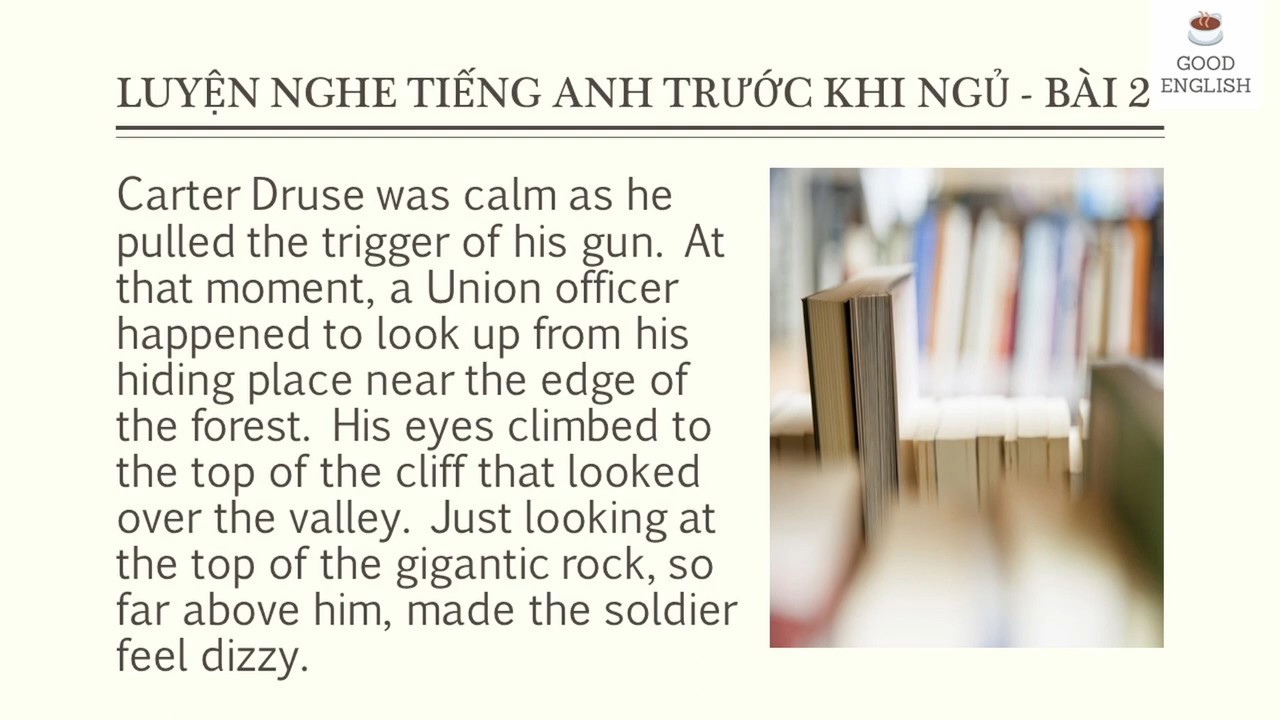 LUYỆN NGHE TIẾNG ANH TRƯỚC KHI NGỦ - BÀI 2
GOOD
ENGLISH
Carter Druse was calm as he
pulled the trigger of his gun.  At
that moment, a Union officer
happened to look up from his
hiding place near the edge of
the forest.  His eyes climbed to
the top of the cliff that looked
over the valley.  Just looking at
the top of the gigantic rock, so
far above him, made the soldier
feel dizzy.